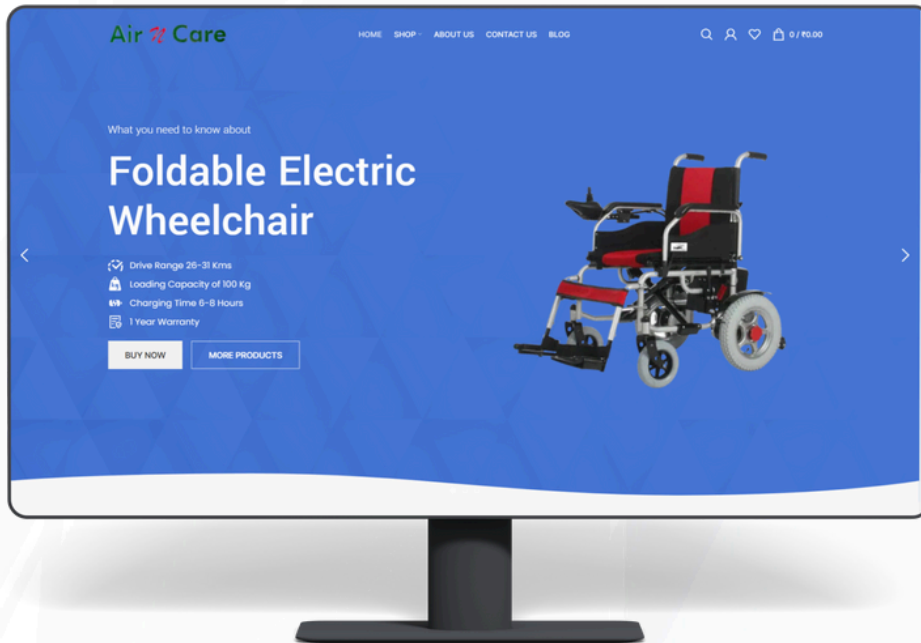 Air n Care
HOME SHOP ABOUT US CONTACT US BLOG
0 / ₹0.00
What you need to know about
Foldable Electric
Wheelchair
Drive Range 26-31 Kms
Loading Capacity of 100 Kg
Charging Time 6-8 Hours
1 Year Warranty
BUY NOW
MORE PRODUCTS